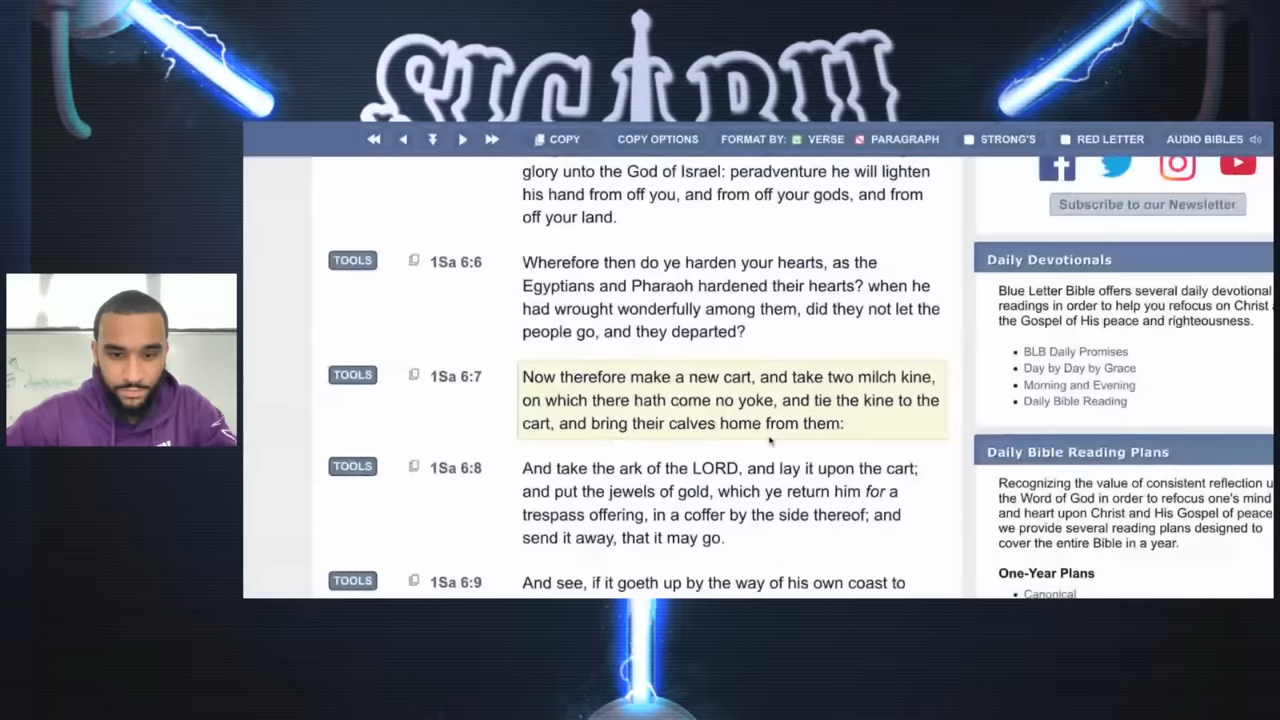 SICARII
COPY COPY OPTIONS FORMAT BY: VERSE PARAGRAPH STRONG'S RED LETTER AUDIO BIBLES
glory unto the God of Israel: peradventure he will lighten
his hand from off you, and from off your gods, and from
off your land.
TOOLS 1Sa 6:6 Wherefore then do ye harden your hearts, as the
Egyptians and Pharaoh hardened their hearts? when he
had wrought wonderfully among them, did they not let the
people go, and they departed?
TOOLS 1Sa 6:7 Now therefore make a new cart, and take two milch kine,
on which there hath come no yoke, and tie the kine to the
cart, and bring their calves home from them:
TOOLS 1Sa 6:8 And take the ark of the LORD, and lay it upon the cart;
and put the jewels of gold, which ye return him for a
trespass offering, in a coffer by the side thereof; and
send it away, that it may go.
TOOLS 1Sa 6:9 And see, if it goeth up by the way of his own coast to
Subscribe to our Newsletter
Daily Devotionals
Blue Letter Bible offers several daily devotional
readings in order to help you refocus on Christ
the Gospel of His peace and righteousness.
BLB Daily Promises
Day by Day by Grace
Morning and Evening
Daily Bible Reading
Daily Bible Reading Plans
Recognizing the value of consistent reflection u
the Word of God in order to refocus one's mind
and heart upon Christ and His Gospel of peace
we provide several reading plans designed to
cover the entire Bible in a year.
One-Year Plans
Canonical